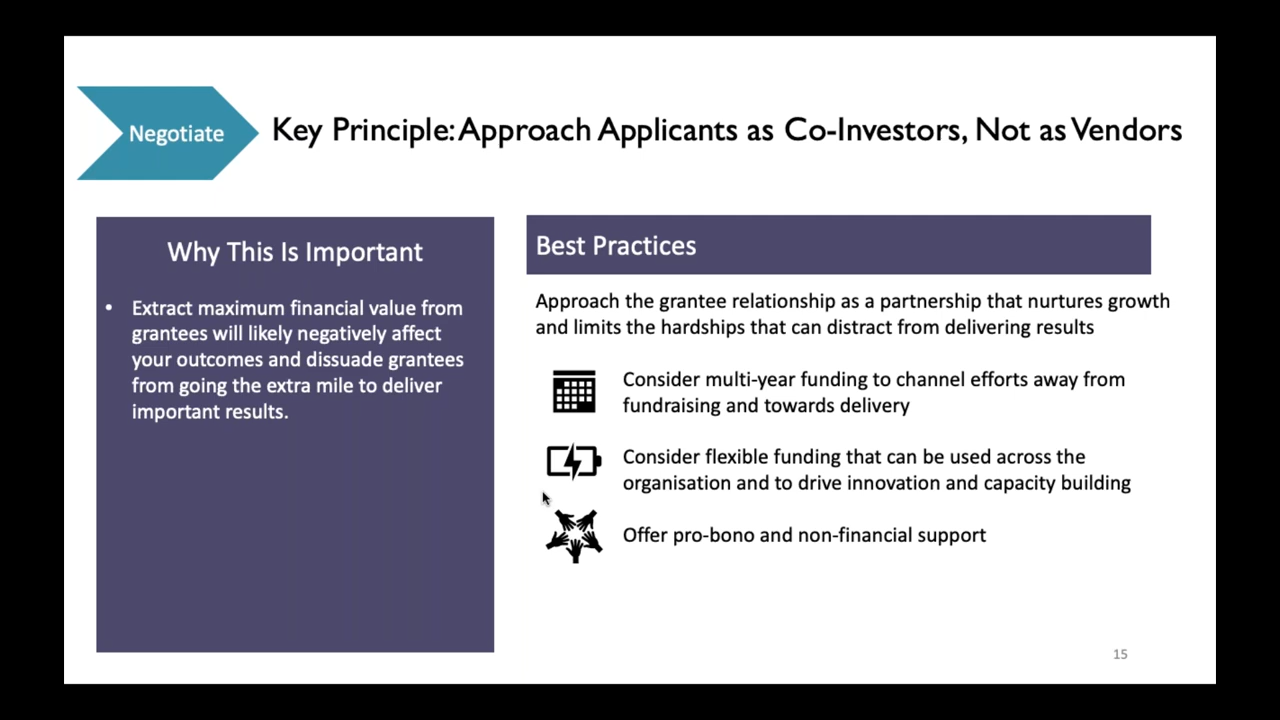 Negotiate
Key Principle: Approach Applicants as Co-Investors, Not as Vendors
Why This Is Important
• Extract maximum financial value from
grantees will likely negatively affect
your outcomes and dissuade grantees
from going the extra mile to deliver
important results.
Best Practices
Approach the grantee relationship as a partnership that nurtures growth
and limits the hardships that can distract from delivering results
Consider multi-year funding to channel efforts away from
fundraising and towards delivery
Consider flexible funding that can be used across the
organisation and to drive innovation and capacity building
Offer pro-bono and non-financial support
15